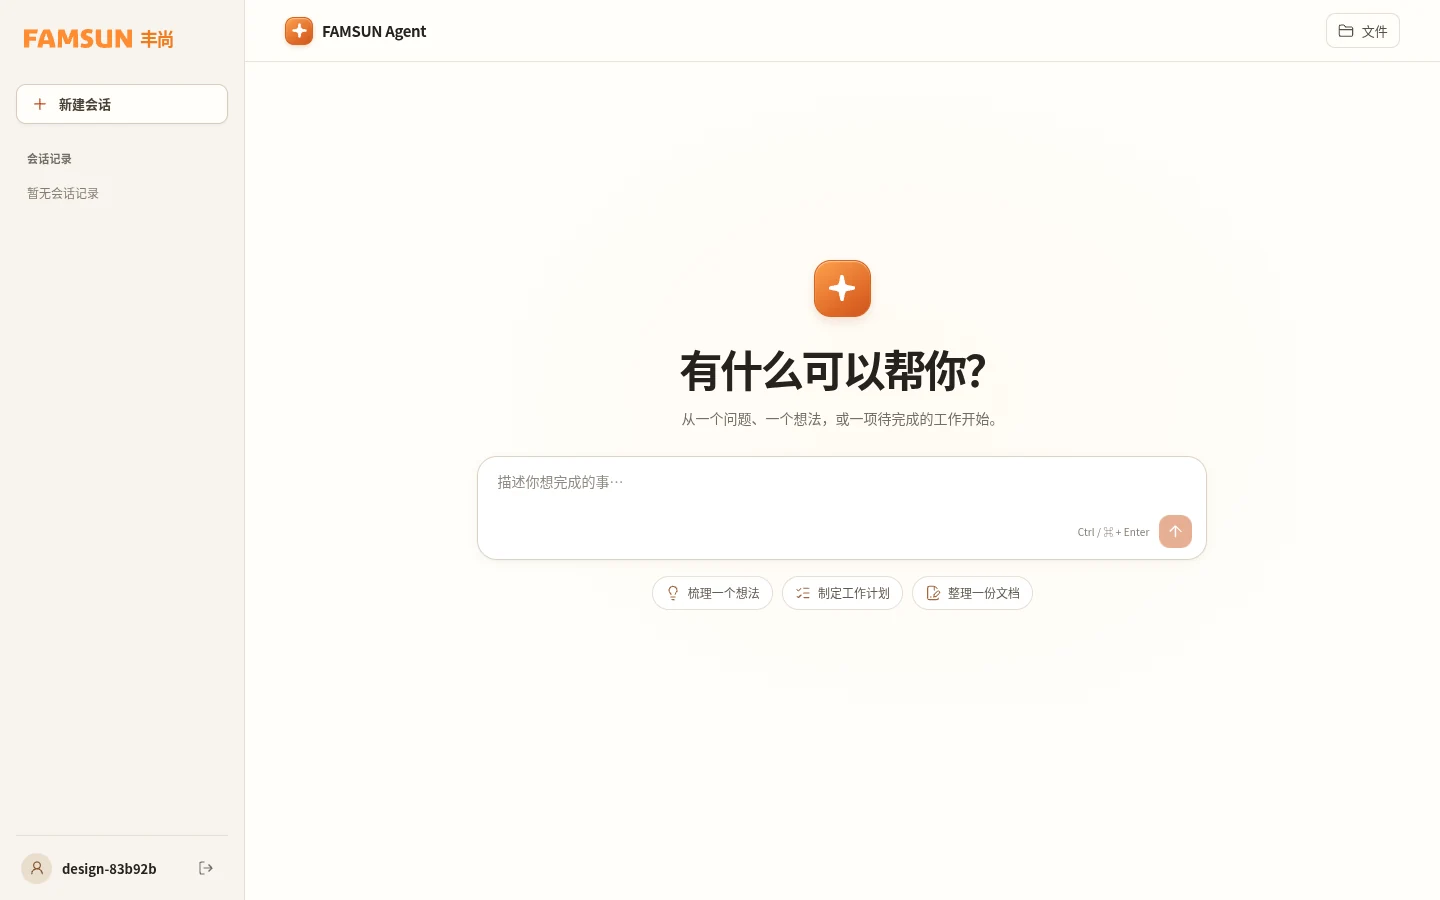 FAMSUN 丰尚
新建会话
会话记录
暂无会话记录
design-83b92b
FAMSUN Agent
文件
有什么可以帮你？
从一个问题、一个想法，或一项待完成的工作开始。
描述你想完成的事…
Ctrl / ⌘ + Enter
梳理一个想法
制定工作计划
整理一份文档